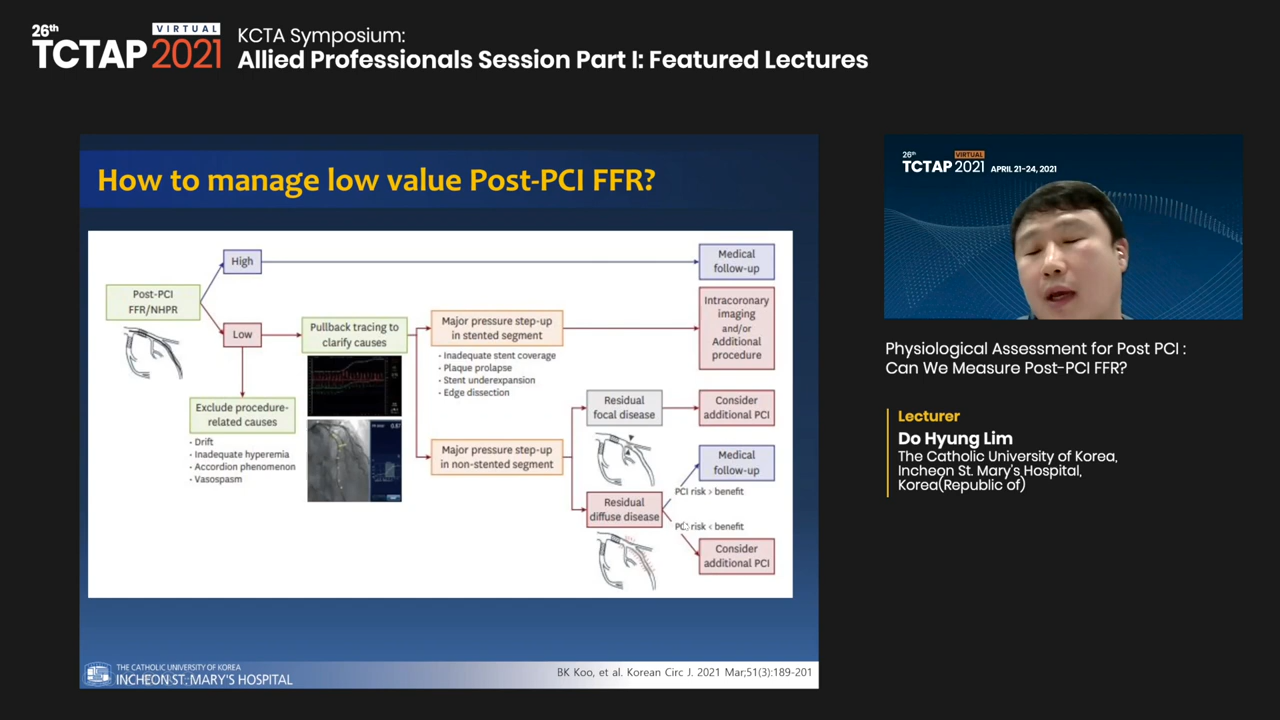 26th
VIRTUAL
TCTAP 2021
KCTA Symposium:
Allied Professionals Session Part I: Featured Lectures
How to manage low value Post-PCI FFR?
Post-PCI
FFR/NHPR
High
Low
Medical
follow-up
Exclude procedure-
related causes
· Drift
· Inadequate hyperemia
· Accordion phenomenon
· Vasospasm
Pullback tracing to
clarify causes
0.87
Major pressure step-up
in stented segment
· Inadequate stent coverage
· Plaque prolapse
· Stent underexpansion
· Edge dissection
Intracoronary
imaging
and/or
Additional
procedure
Major pressure step-up
in non-stented segment
Residual
focal disease
Consider
additional PCI
Residual
diffuse disease
PCI risk > benefit
Medical
follow-up
PCI risk < benefit
Consider
additional PCI
THE CATHOLIC UNIVERSITY OF KOREA
INCHEON ST. MARY'S HOSPITAL
BK Koo, et al. Korean Circ J. 2021 Mar;51(3):189-201
26th
VIRTUAL
TCTAP 2021 APRIL 21-24, 2021
Physiological Assessment for Post PCI :
Can We Measure Post-PCI FFR?
Lecturer
Do Hyung Lim
The Catholic University of Korea,
Incheon St. Mary's Hospital,
Korea(Republic of)